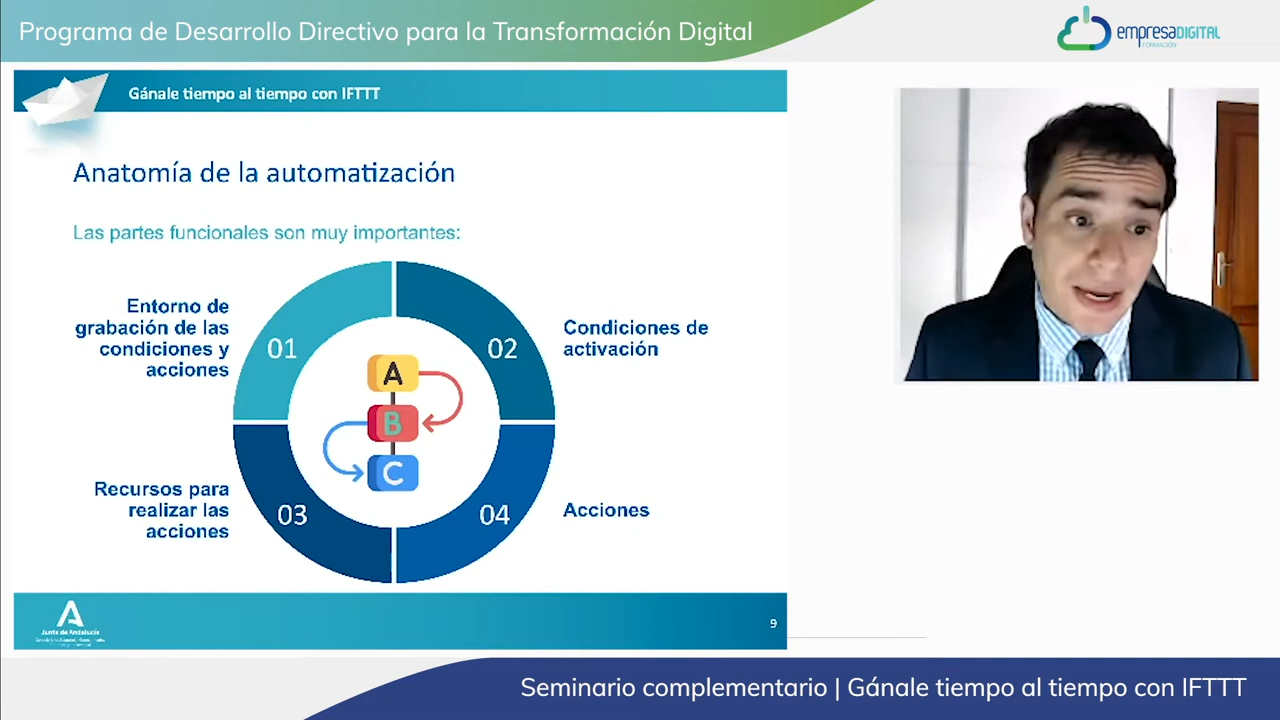 Programa de Desarrollo Directivo para la Transformación Digital
empresaDIGITAL
FORMACIÓN
Gánale tiempo al tiempo con IFTTT
Anatomía de la automatización
Las partes funcionales son muy importantes:
Entorno de
grabación de las
condiciones y
acciones
01
02
Condiciones de
activación
A
B
C
Recursos para
realizar las
acciones
03
04
Acciones
Junta de Andalucía
9
Seminario complementario | Gánale tiempo al tiempo con IFTTT